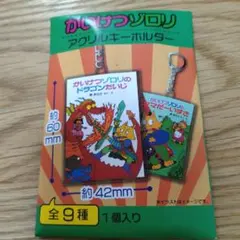 かいけつゾロリ
アクリルキーホルダー
かいけつゾロリの
ドラゴンたいじ
約60mm
約42mm
全9種
1個入り